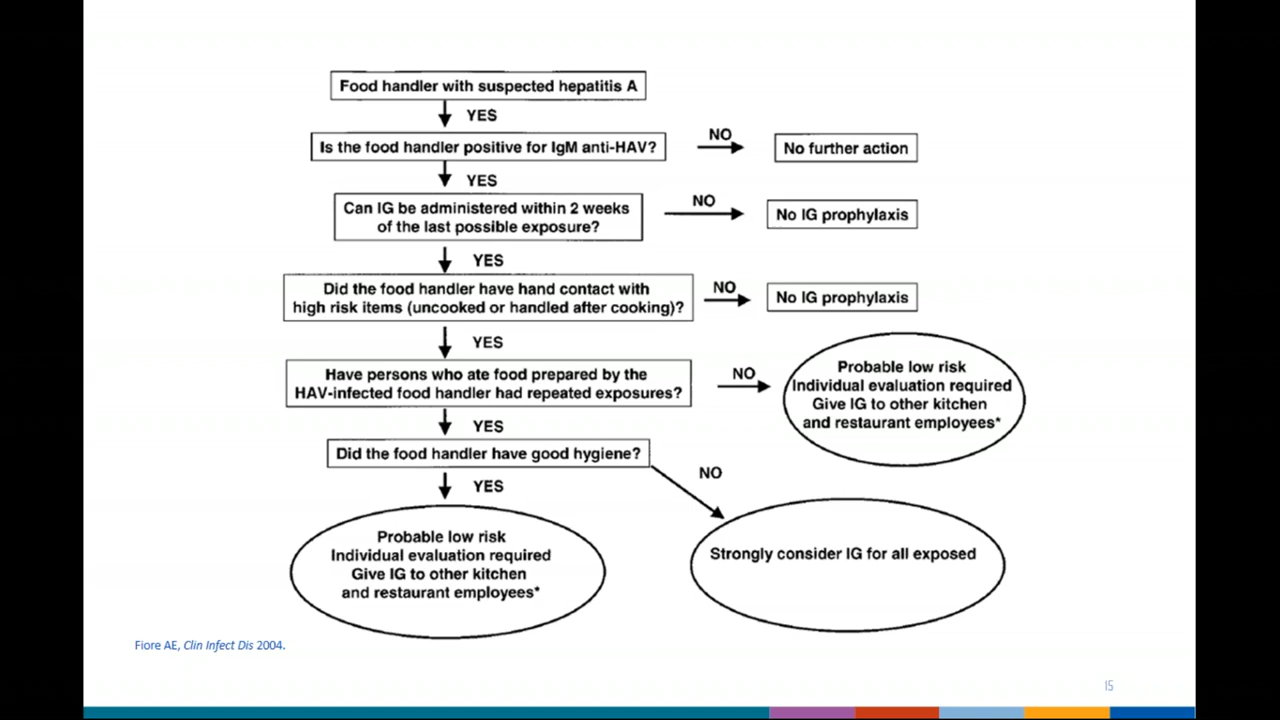 Food handler with suspected hepatitis A
YES
Is the food handler positive for IgM anti-HAV?
NO
No further action
YES
Can IG be administered within 2 weeks
of the last possible exposure?
NO
No IG prophylaxis
YES
Did the food handler have hand contact with
high risk items (uncooked or handled after cooking)?
NO
No IG prophylaxis
YES
Have persons who ate food prepared by the
HAV-infected food handler had repeated exposures?
NO
Probable low risk
Individual evaluation required
Give IG to other kitchen
and restaurant employees*
YES
Did the food handler have good hygiene?
NO
YES
Probable low risk
Individual evaluation required
Give IG to other kitchen
and restaurant employees*
Strongly consider IG for all exposed
Fiore AE, Clin Infect Dis 2004.
15